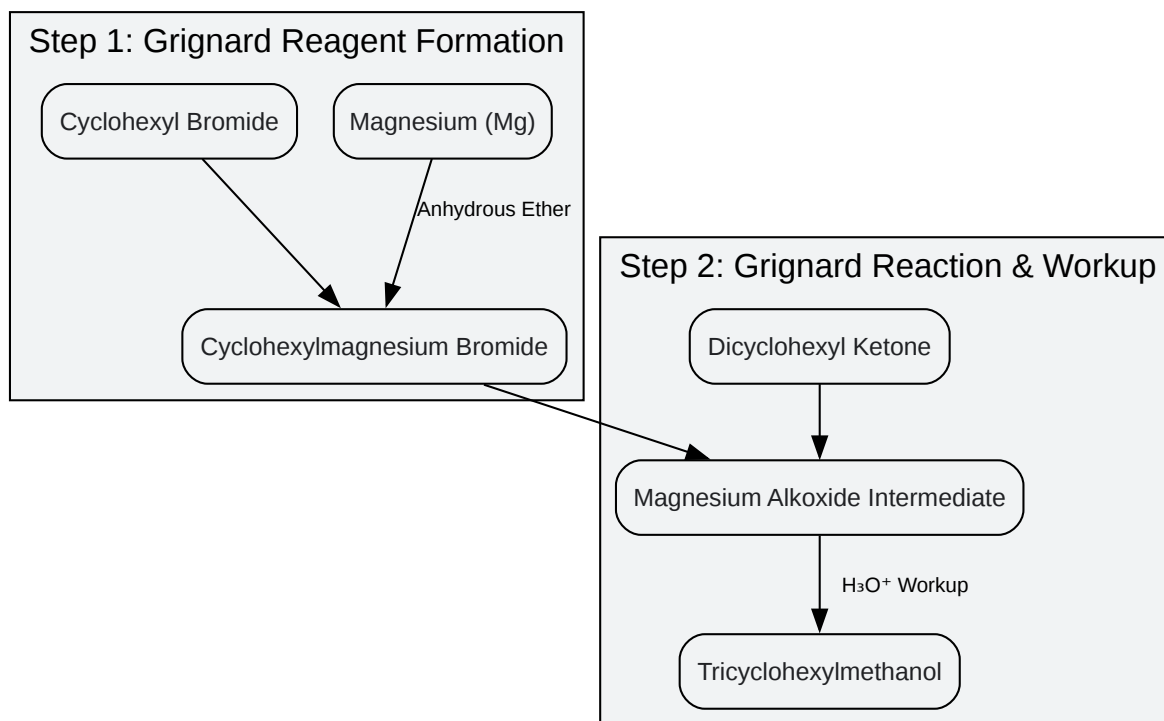 Step 1: Grignard Reagent Formation
Cyclohexyl Bromide
Magnesium (Mg)
Anhydrous Ether
Cyclohexylmagnesium Bromide
Step 2: Grignard Reaction & Workup
Dicyclohexyl Ketone
Magnesium Alkoxide Intermediate
H₃O⁺ Workup
Tricyclohexylmethanol